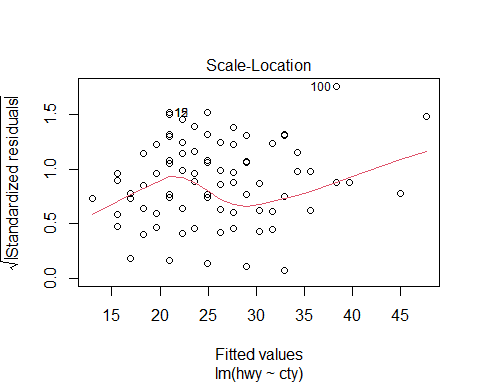 Scale-Location
√|Standardized residuals|
0.0 0.5 1.0 1.5
100
15 20 25 30 35 40 45
Fitted values
lm(hwy ~ cty)